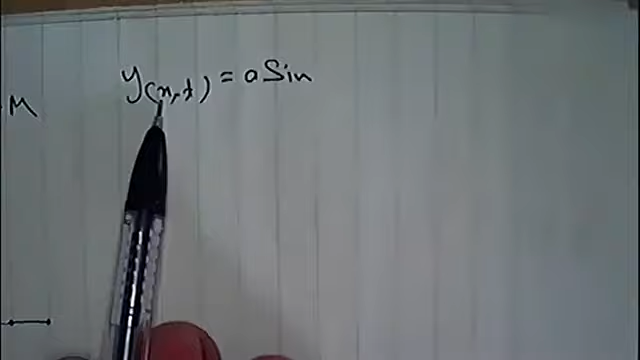 y(x,t) = a Sin
M